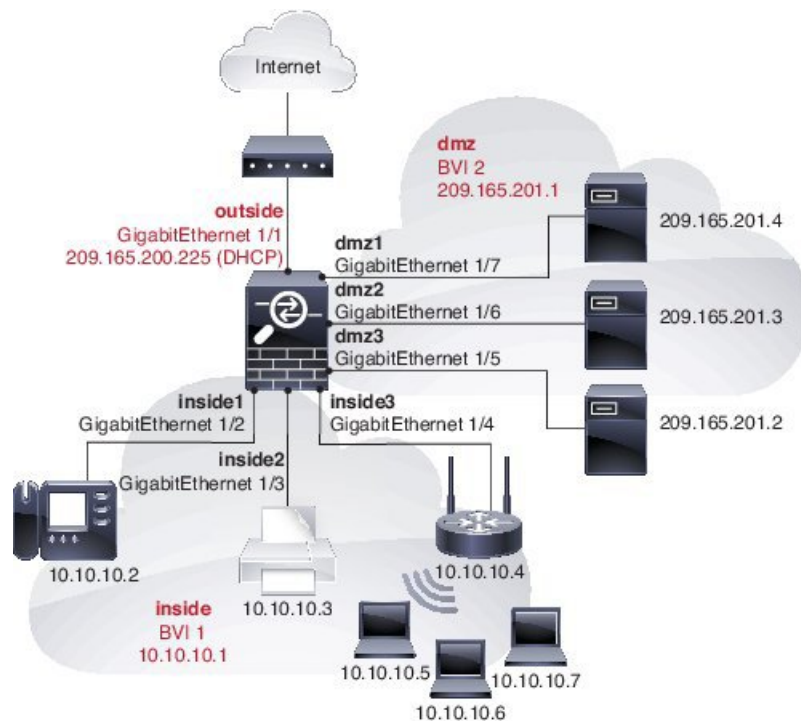 Internet
outside
GigabitEthernet 1/1
209.165.200.225 (DHCP)
dmz
BVI 2
209.165.201.1
dmz1
GigabitEthernet 1/7
209.165.201.4
dmz2
GigabitEthernet 1/6
209.165.201.3
dmz3
GigabitEthernet 1/5
209.165.201.2
inside1
GigabitEthernet 1/2
inside3
GigabitEthernet 1/4
inside2
GigabitEthernet 1/3
10.10.10.2
10.10.10.3
10.10.10.4
inside
BVI 1
10.10.10.1
10.10.10.5
10.10.10.6
10.10.10.7